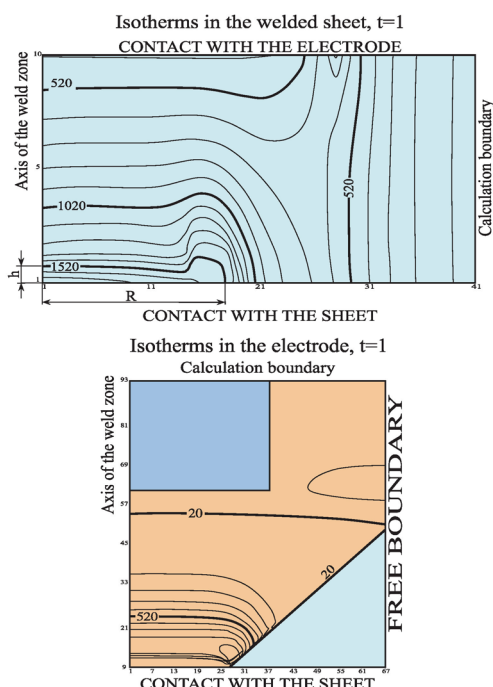 Isotherms in the welded sheet, t=1
CONTACT WITH THE ELECTRODE
Axis of the weld zone
10
5
1
520
1020
1520
520
h
R
1 11 21 31 41
Calculation boundary
CONTACT WITH THE SHEET
Isotherms in the electrode, t=1
Calculation boundary
Axis of the weld zone
93
81
69
57
45
33
21
9
20
520
20
FREE BOUNDARY
1 7 13 19 25 31 37 43 49 55 61 67
CONTACT WITH THE SHEET